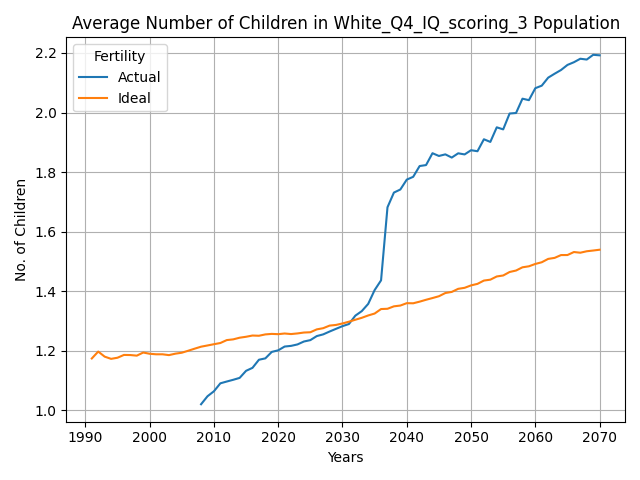 Average Number of Children in White_Q4_IQ_scoring_3 Population
Fertility
Actual
Ideal
No. of Children
2.2
2.0
1.8
1.6
1.4
1.2
1.0
1990 2000 2010 2020 2030 2040 2050 2060 2070
Years